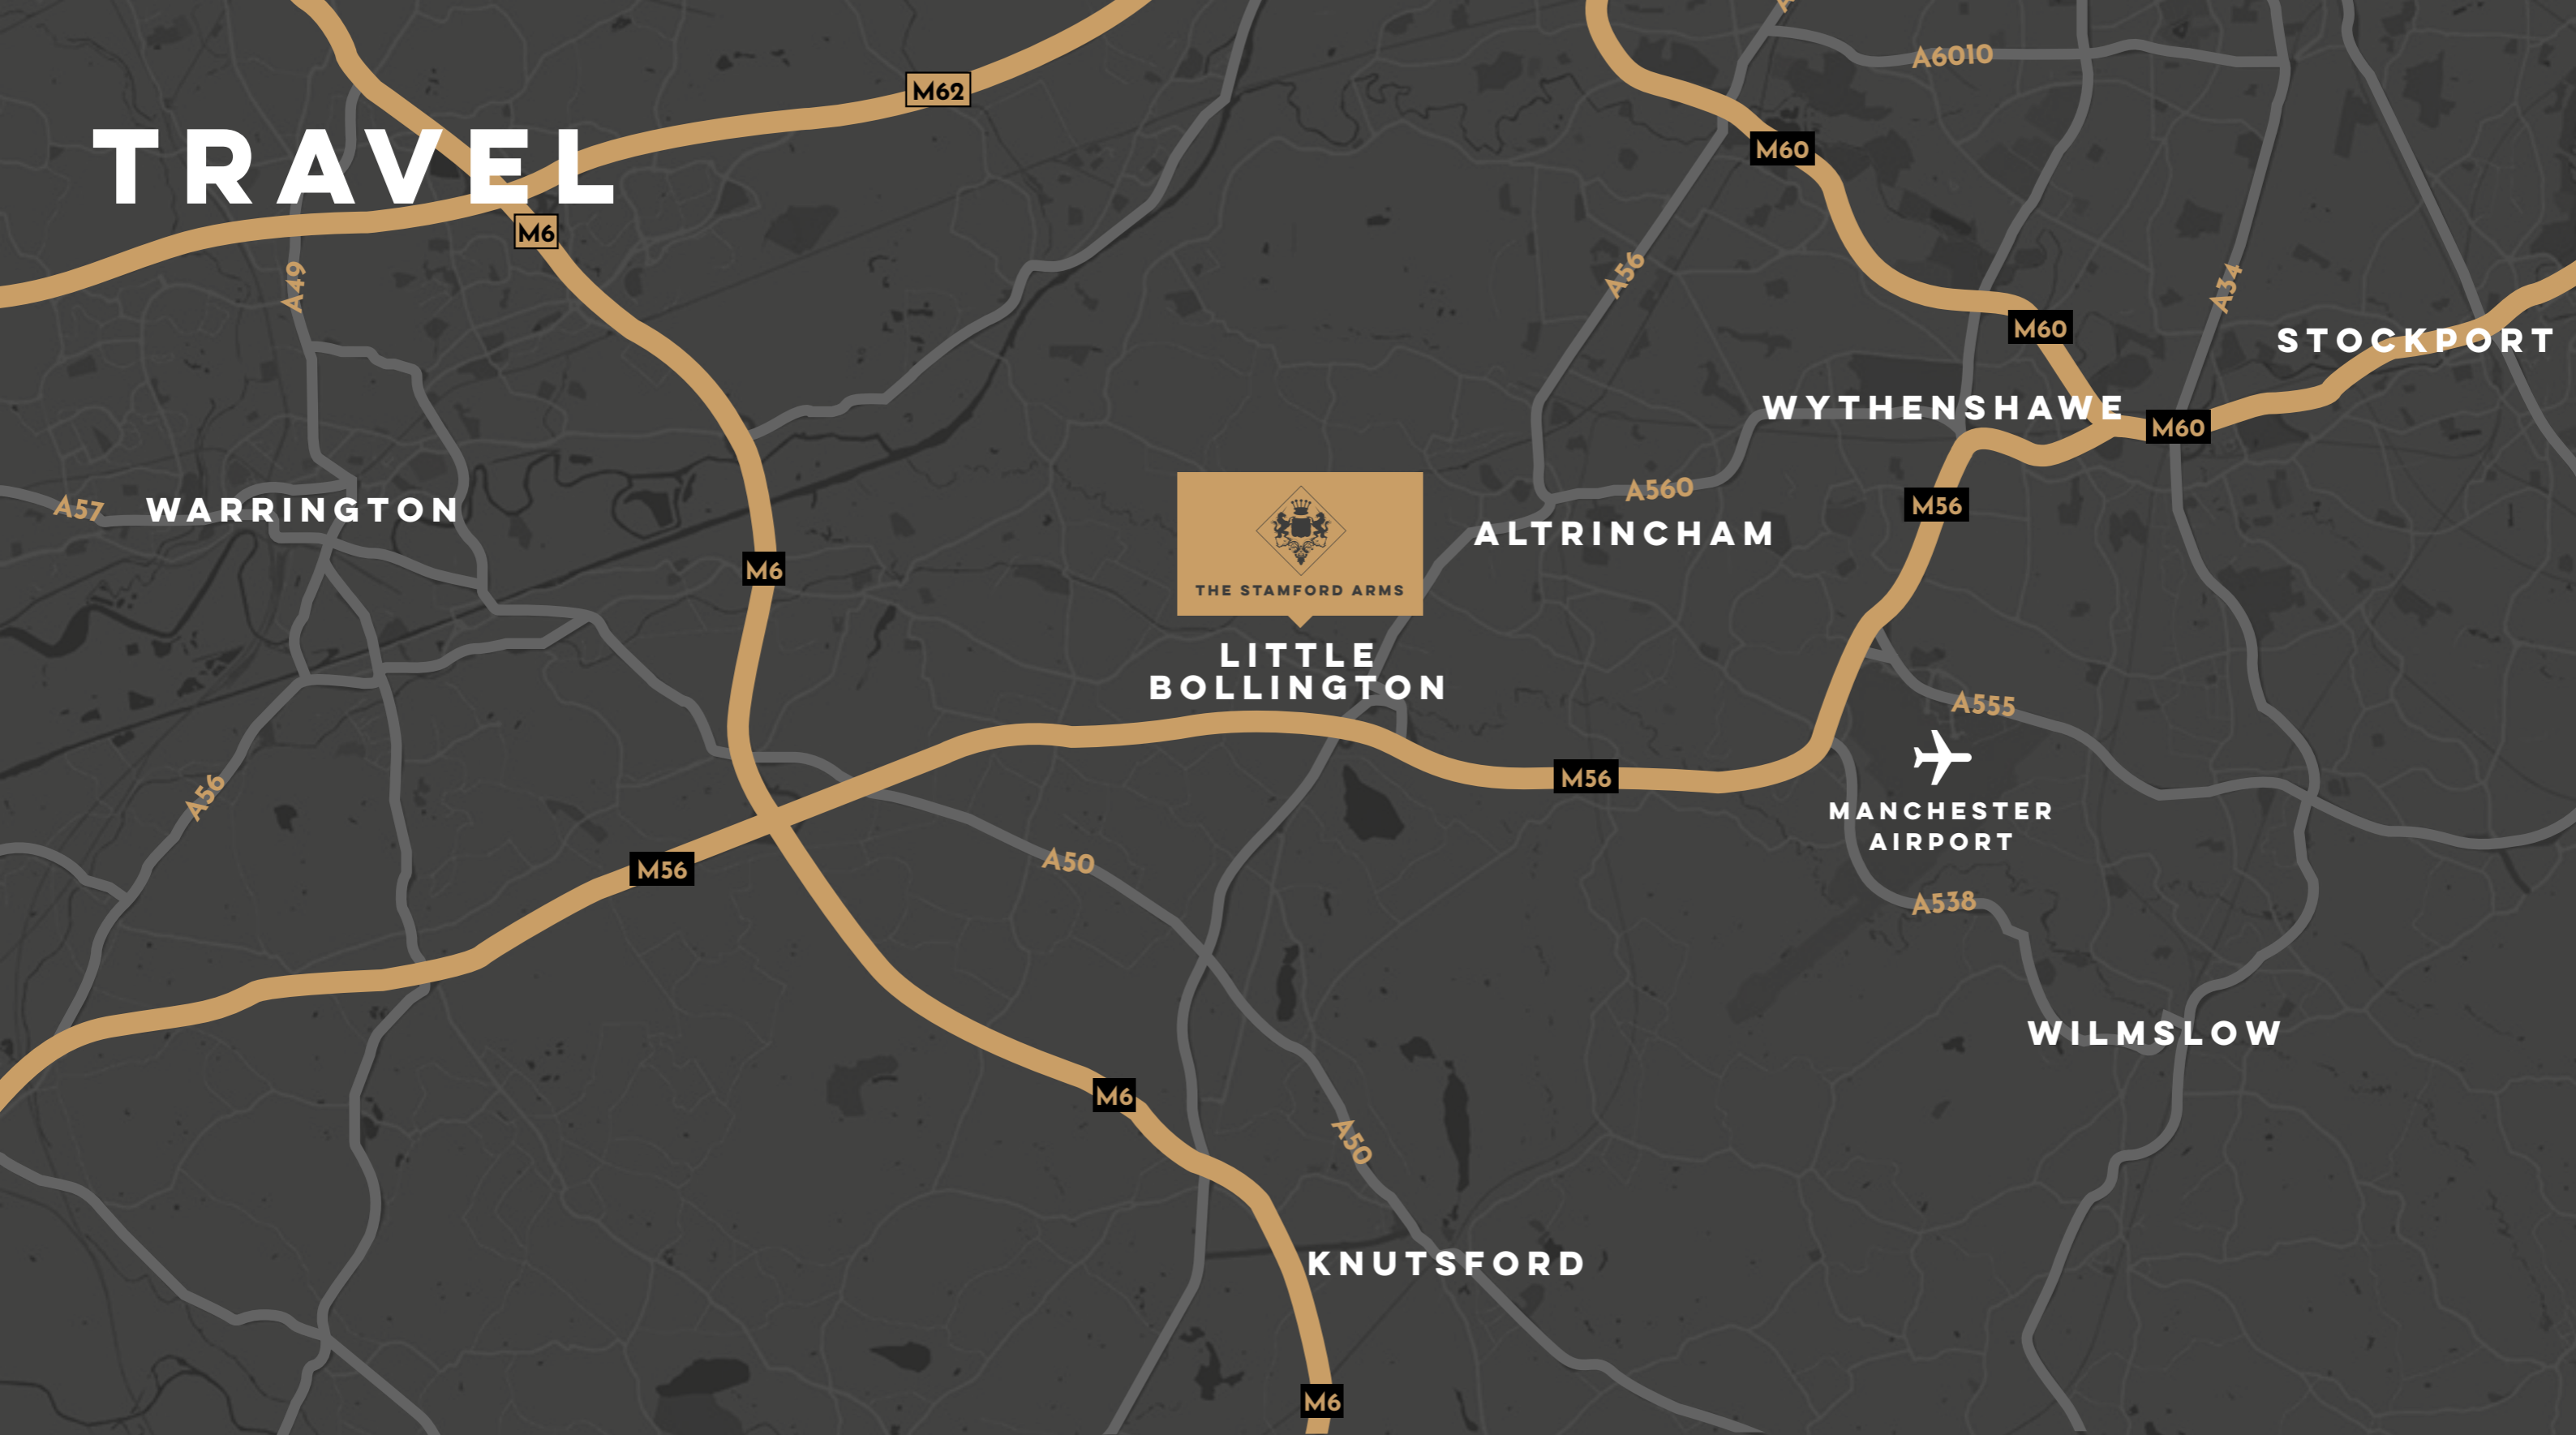 A6010
M62
TRAVEL
M60
M6
A49
A56
A34
M60
STOCKPORT
WYTHENSHAWE
M60
A57
WARRINGTON
A560
M56
ALTRINCHAM
M6
THE STAMFORD ARMS
LITTLE
BOLLINGTON
A555
A56
M56
MANCHESTER
AIRPORT
M56
A50
A538
WILMSLOW
M6
A50
KNUTSFORD
M6